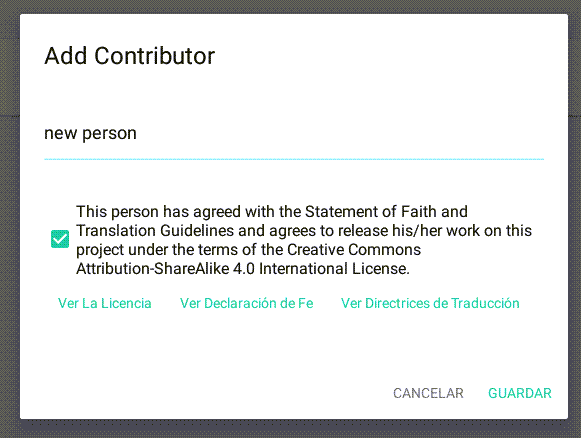 Add Contributor
new person
This person has agreed with the Statement of Faith and
Translation Guidelines and agrees to release his/her work on this
project under the terms of the Creative Commons
Attribution-ShareAlike 4.0 International License.
Ver La Licencia Ver Declaración de Fe Ver Directrices de Traducción
CANCELAR GUARDAR